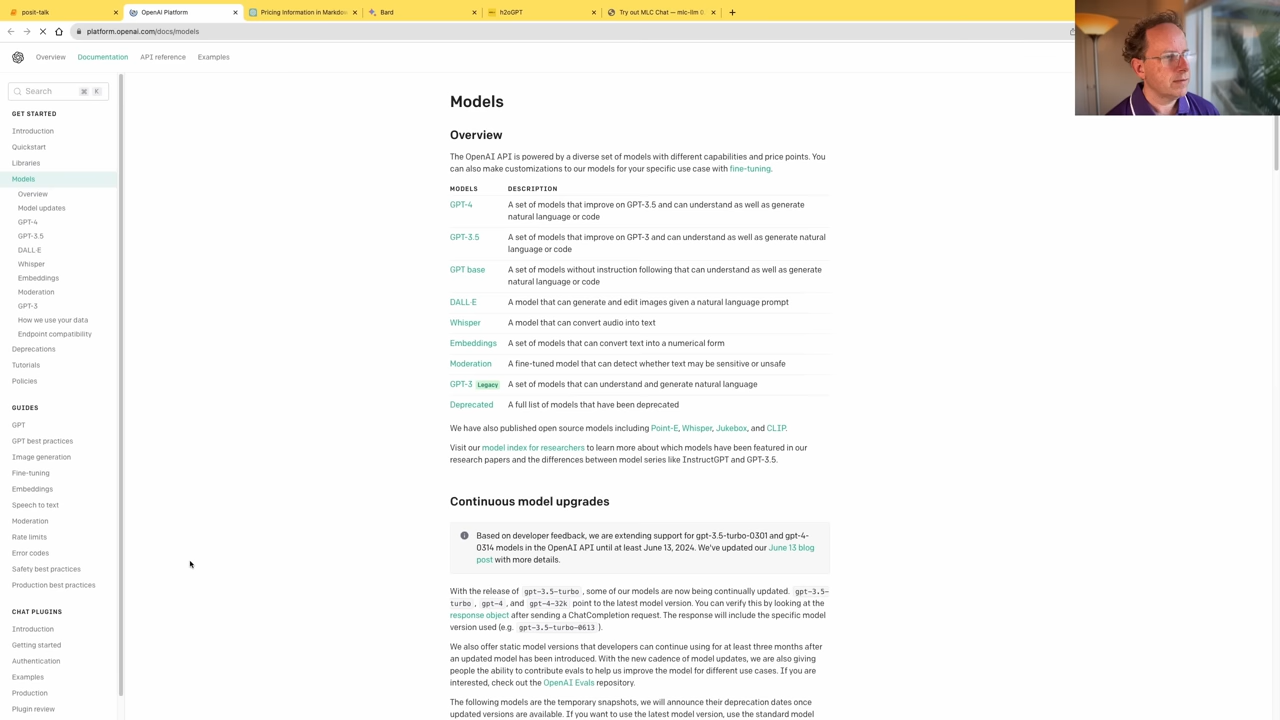 posit-talk
OpenAI Platform
Pricing Information in Markdow
Bard
h2oGPT
Try out MLC Chat — mlc-llm 0.
platform.openai.com/docs/models
Overview
Documentation
API reference
Examples
Search
⌘
K
GET STARTED
Introduction
Quickstart
Libraries
Models
Overview
Model updates
GPT-4
GPT-3.5
DALL·E
Whisper
Embeddings
Moderation
GPT-3
How we use your data
Endpoint compatibility
Deprecations
Tutorials
Policies
GUIDES
GPT
GPT best practices
Image generation
Fine-tuning
Embeddings
Speech to text
Moderation
Rate limits
Error codes
Safety best practices
Production best practices
CHAT PLUGINS
Introduction
Getting started
Authentication
Examples
Production
Plugin review
Models
Overview
The OpenAI API is powered by a diverse set of models with different capabilities and price points. You
can also make customizations to our models for your specific use case with fine-tuning.
MODELS DESCRIPTION
GPT-4 A set of models that improve on GPT-3.5 and can understand as well as generate
natural language or code
GPT-3.5 A set of models that improve on GPT-3 and can understand as well as generate natural
language or code
GPT base A set of models without instruction following that can understand as well as generate
natural language or code
DALL·E A model that can generate and edit images given a natural language prompt
Whisper A model that can convert audio into text
Embeddings A set of models that can convert text into a numerical form
Moderation A fine-tuned model that can detect whether text may be sensitive or unsafe
GPT-3 Legacy A set of models that can understand and generate natural language
Deprecated A full list of models that have been deprecated
We have also published open source models including Point-E, Whisper, Jukebox, and CLIP.
Visit our model index for researchers to learn more about which models have been featured in our
research papers and the differences between model series like InstructGPT and GPT-3.5.
Continuous model upgrades
Based on developer feedback, we are extending support for gpt-3.5-turbo-0301 and gpt-4-
0314 models in the OpenAI API until at least June 13, 2024. We've updated our June 13 blog
post with more details.
With the release of gpt-3.5-turbo, some of our models are now being continually updated. gpt-3.5-
turbo, gpt-4, and gpt-4-32k point to the latest model version. You can verify this by looking at the
response object after sending a ChatCompletion request. The response will include the specific model
version used (e.g. gpt-3.5-turbo-0613).
We also offer static model versions that developers can continue using for at least three months after
an updated model has been introduced. With the new cadence of model updates, we are also giving
people the ability to contribute evals to help us improve the model for different use cases. If you are
interested, check out the OpenAI Evals repository.
The following models are the temporary snapshots, we will announce their deprecation dates once
updated versions are available. If you want to use the latest model version, use the standard model